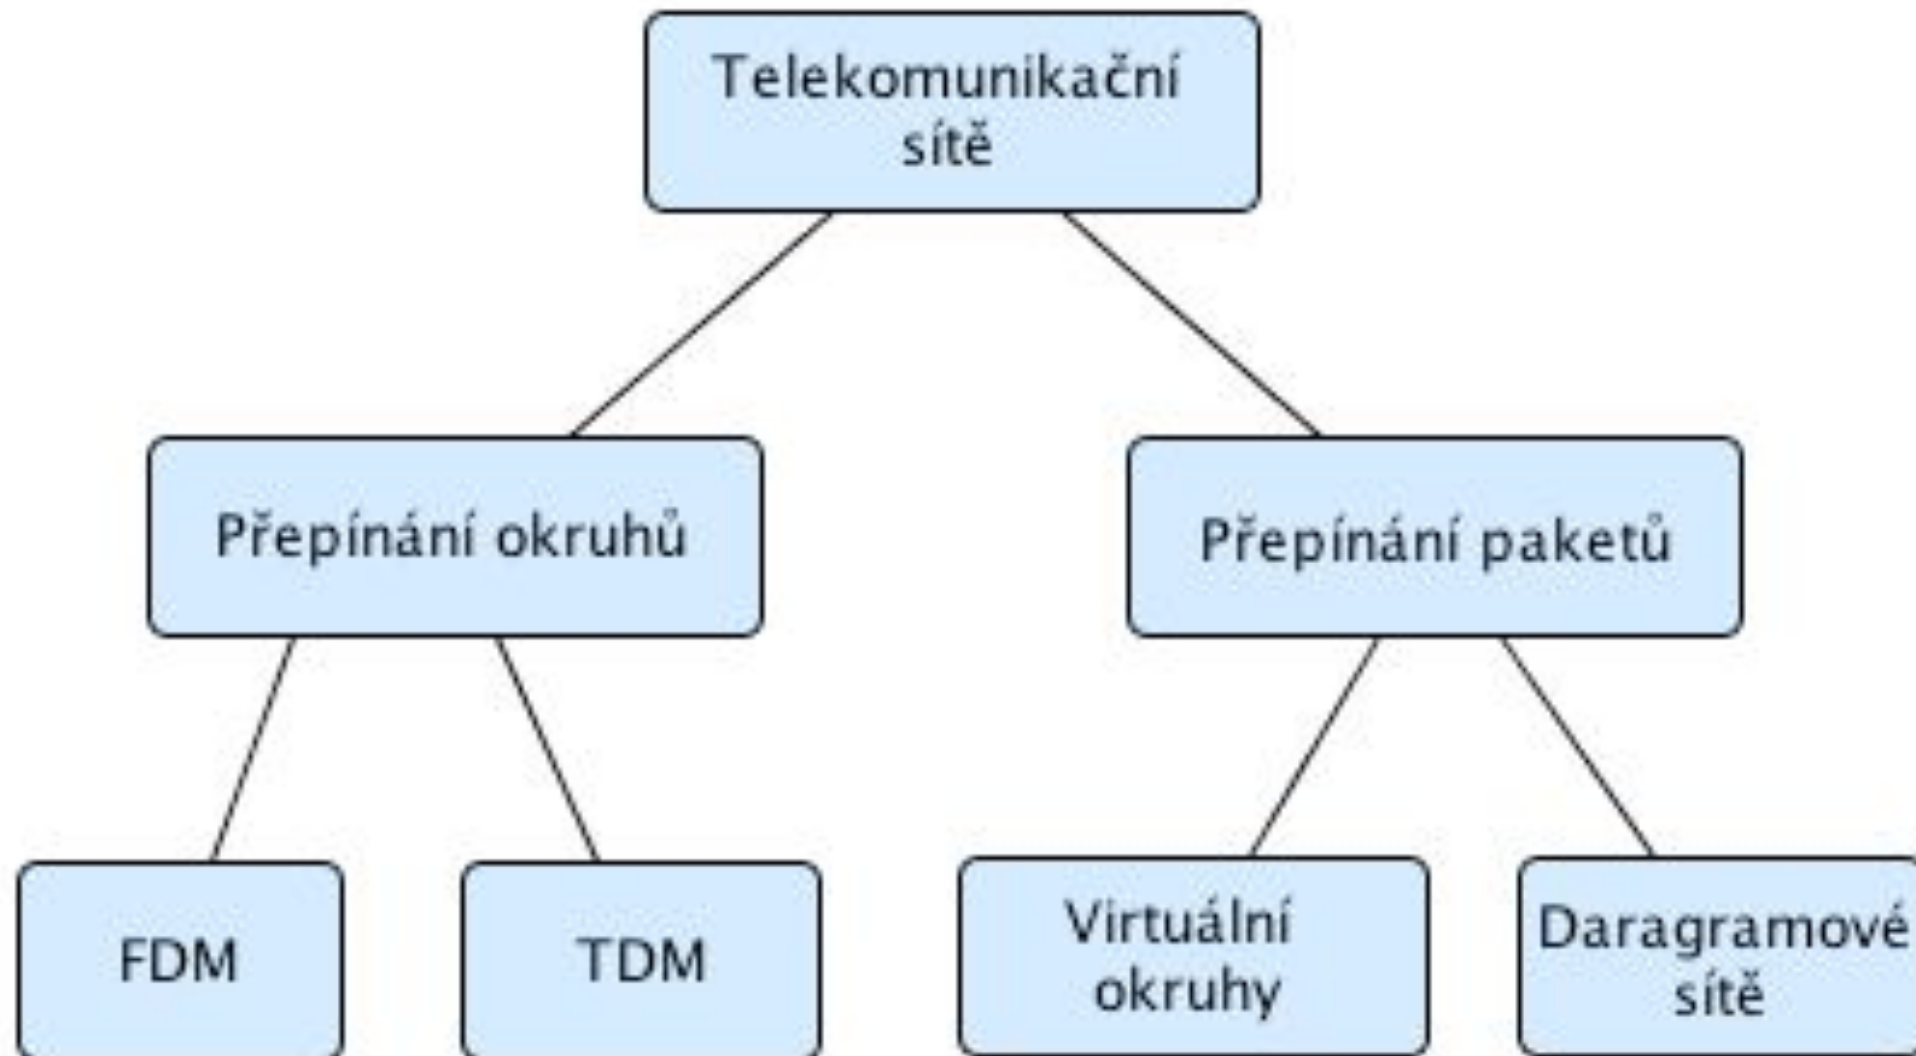 Telekomunikační
sítě
Přepínání okruhů
Přepínání paketů
FDM
TDM
Virtuální
okruhy
Daragramové
sítě